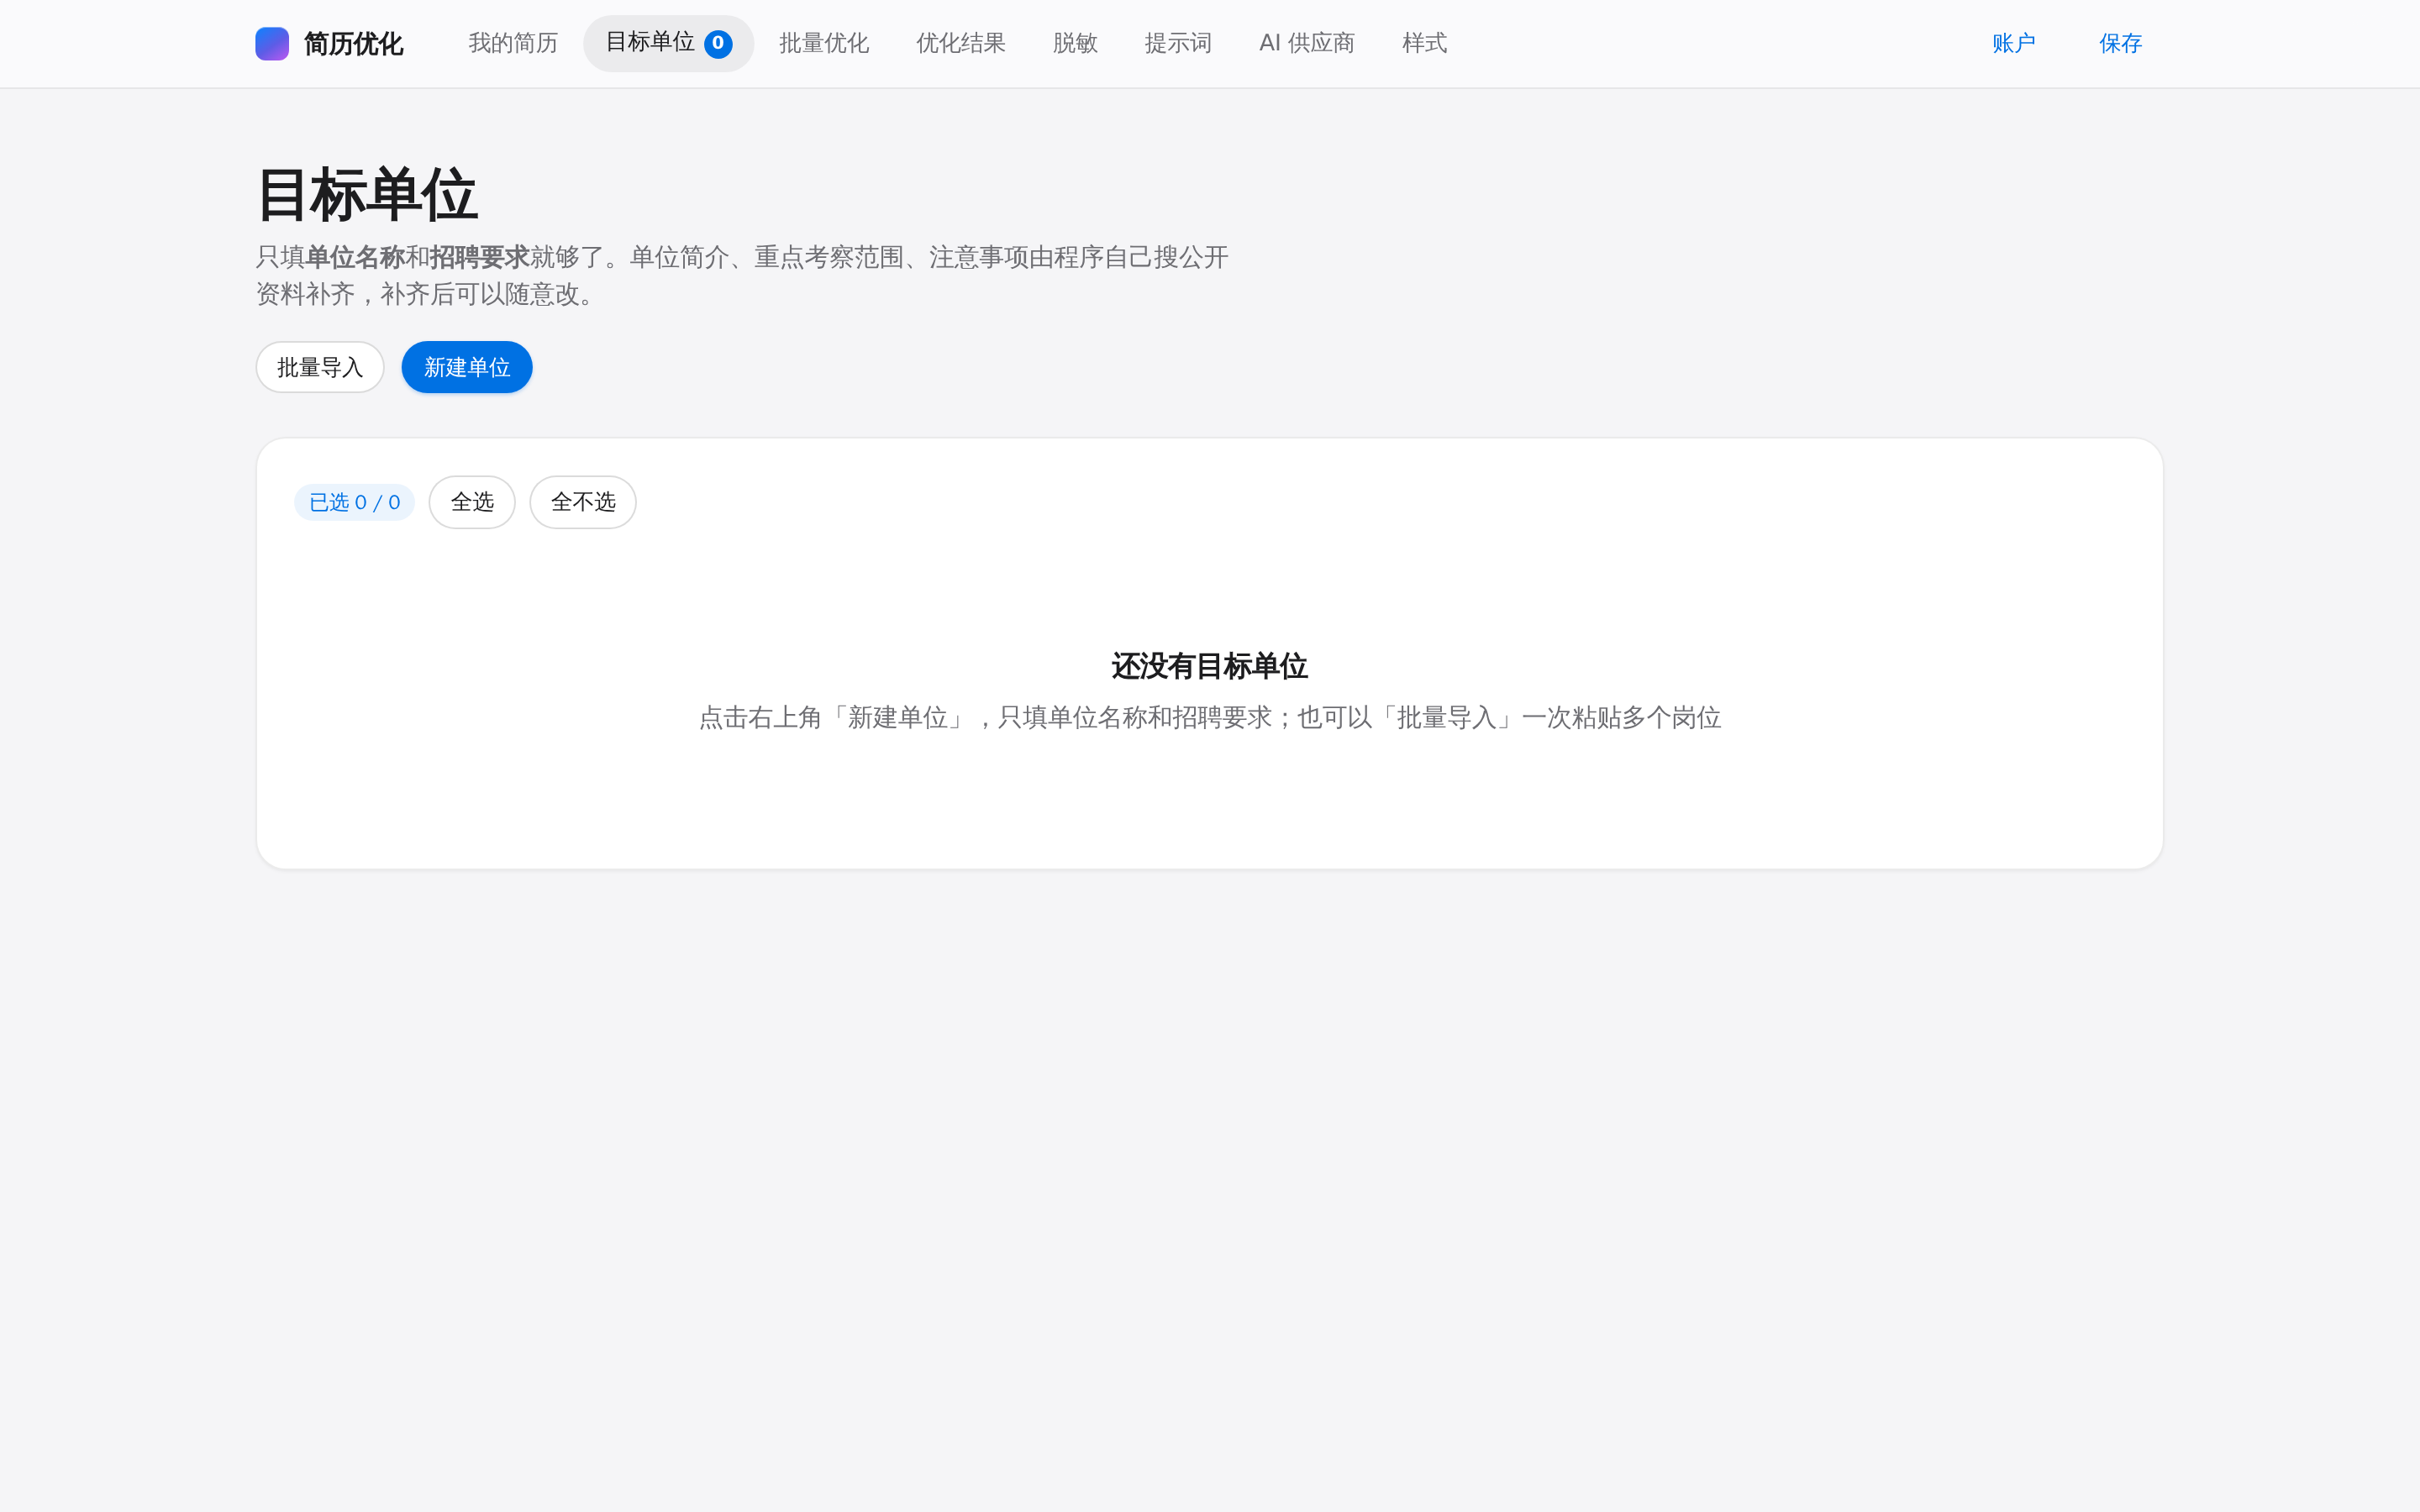 简历优化 我的简历 目标单位 0 批量优化 优化结果 脱敏 提示词 AI 供应商 样式 账户 保存
目标单位
只填单位名称和招聘要求就够了。单位简介、重点考察范围、注意事项由程序自己搜公开
资料补齐，补齐后可以随意改。
批量导入 新建单位
已选 0 / 0 全选 全不选
还没有目标单位
点击右上角「新建单位」，只填单位名称和招聘要求；也可以「批量导入」一次粘贴多个岗位